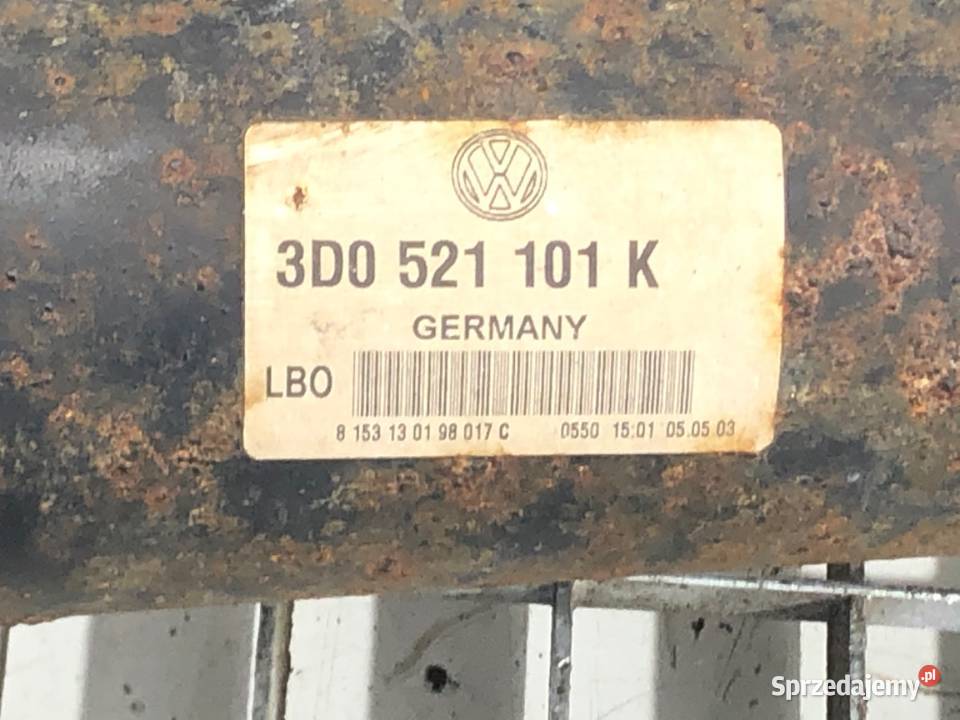 VW
3D0 521 101 K
GERMANY
LBO
8 153 13 01 98 017 C 0550 15:01 05.05.03
Sprzedajemy.pl